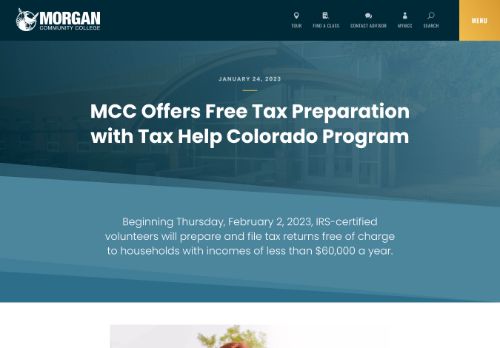 MORGAN
COMMUNITY COLLEGE
TOUR
FIND A CLASS
CONTACT ADVISOR
MYMCC
SEARCH
MENU
JANUARY 24, 2023
MCC Offers Free Tax Preparation
with Tax Help Colorado Program
Beginning Thursday, February 2, 2023, IRS-certified
volunteers will prepare and file tax returns free of charge
to households with incomes of less than $60,000 a year.